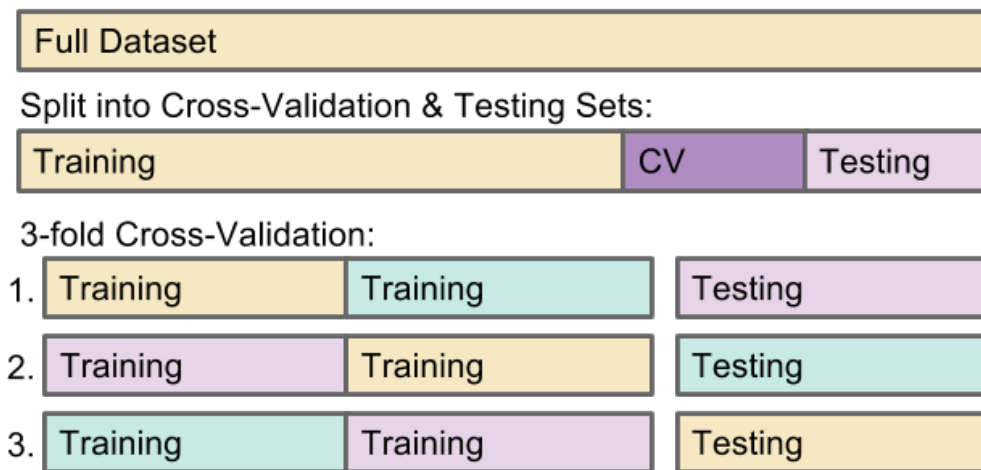 Full Dataset
Split into Cross-Validation & Testing Sets:
Training CV Testing
3-fold Cross-Validation:
1. Training Training Testing
2. Training Training Testing
3. Training Training Testing